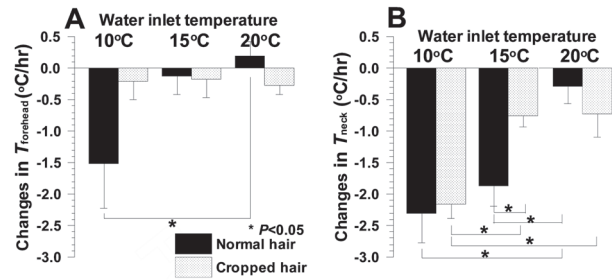 A
Water inlet temperature
10°C 15°C 20°C
Changes in Tforehead (°C/hr)
0.5
0.0
-0.5
-1.0
-1.5
-2.0
-2.5
-3.0
*
* P<0.05
Normal hair
Cropped hair
B
Water inlet temperature
10°C 15°C 20°C
Changes in Tneck (°C/hr)
0.5
0.0
-0.5
-1.0
-1.5
-2.0
-2.5
-3.0
*
*
*
*
*